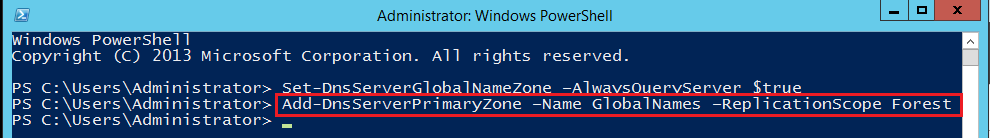 Administrator: Windows PowerShell
Windows PowerShell
Copyright (C) 2013 Microsoft Corporation. All rights reserved.
PS C:\Users\Administrator> Set-DnsServerGlobalNameZone –AlwaysQueryServer $true
PS C:\Users\Administrator> Add-DnsServerPrimaryZone –Name GlobalNames –ReplicationScope Forest
PS C:\Users\Administrator>